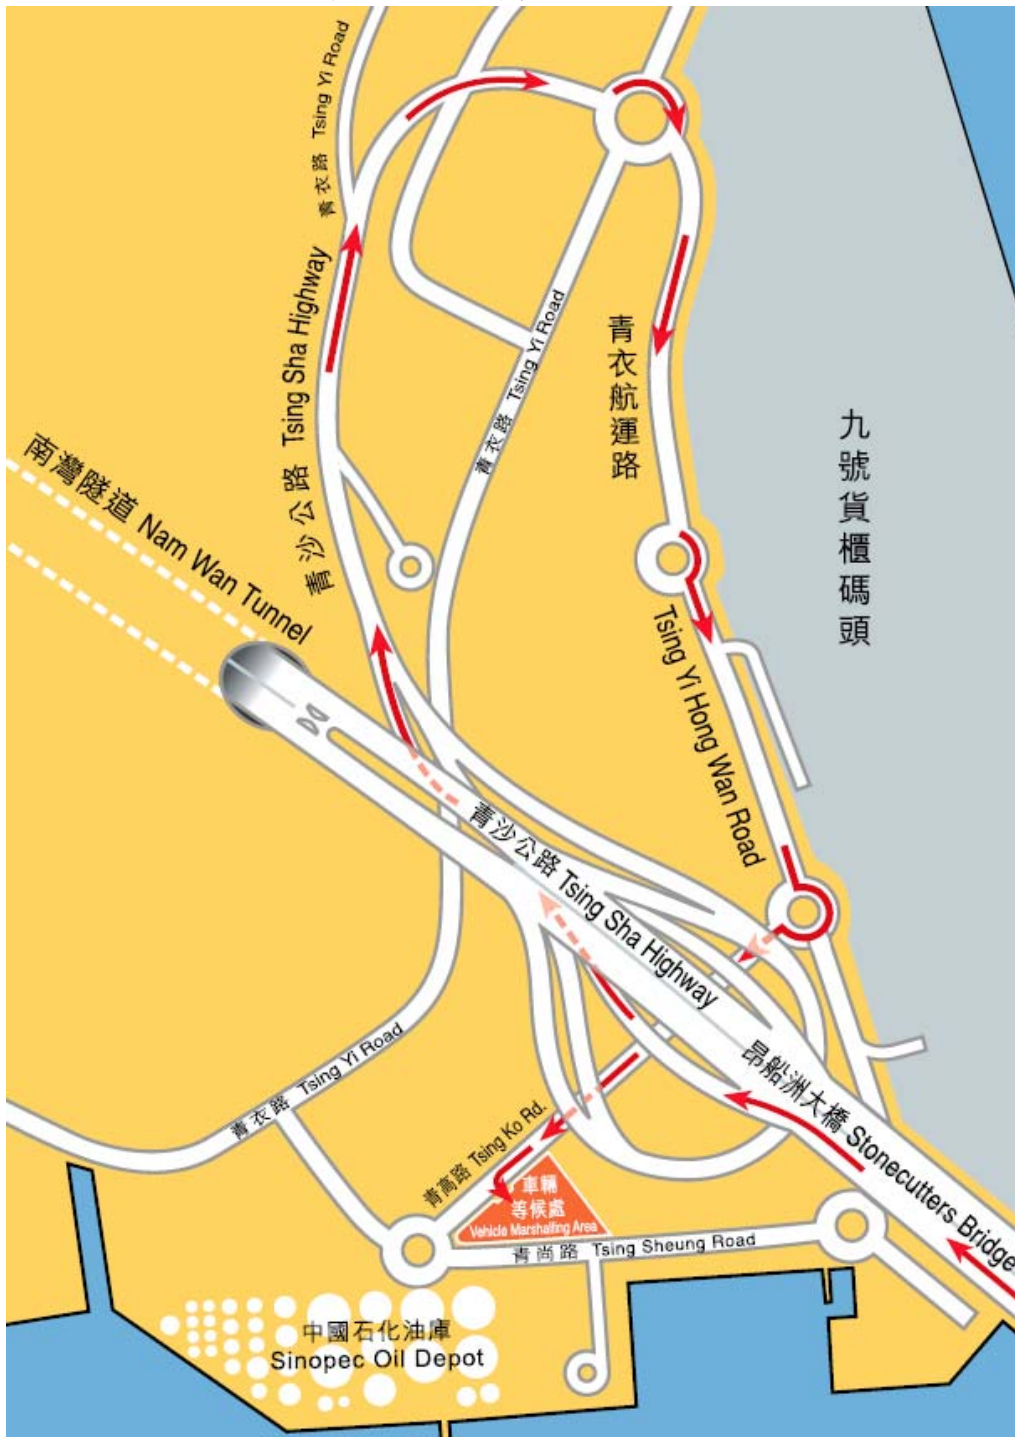 青衣路 Tsing Yi Road
青沙公路 Tsing Sha Highway
青衣路 Tsing Yi Road
青衣航運路
九號貨櫃碼頭
南灣隧道 Nam Wan Tunnel
Tsing Yi Hong Wan Road
青沙公路 Tsing Sha Highway
昂船洲大橋 Stonecutters Bridge
青衣路 Tsing Yi Road
青高路 Tsing Ko Rd.
車輛
等候處
Vehicle Marshalling Area
青尚路 Tsing Sheung Road
中國石化油庫
Sinopec Oil Depot